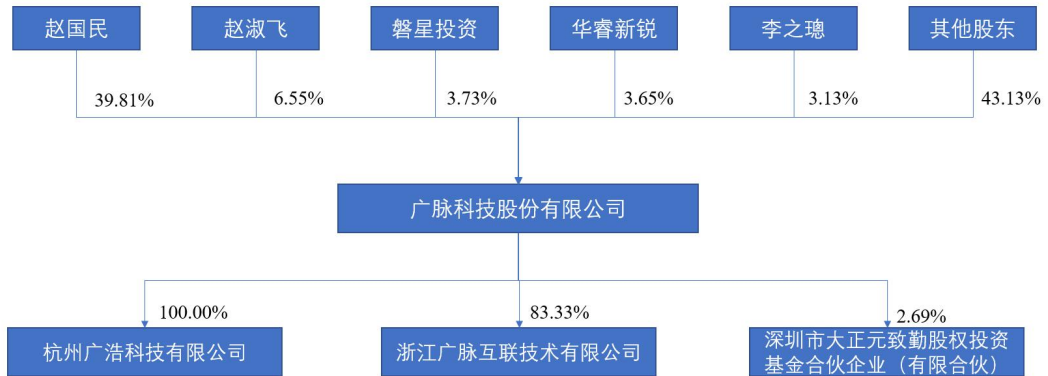 赵国民
赵淑飞
磐星投资
华睿新锐
李之璁
其他股东
39.81%
6.55%
3.73%
3.65%
3.13%
43.13%
广脉科技股份有限公司
100.00%
83.33%
2.69%
杭州广浩科技有限公司
浙江广脉互联技术有限公司
深圳市大正元致勤股权投资
基金合伙企业（有限合伙）